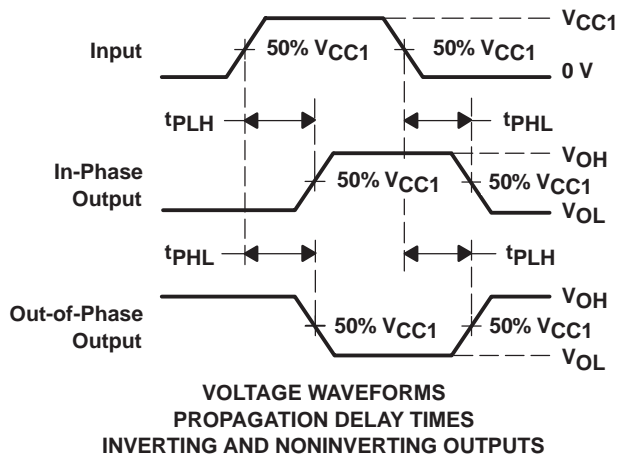 VCC1
Input
50% VCC1
50% VCC1
0 V
tPLH
tPHL
VOH
In-Phase
Output
50% VCC1
50% VCC1
VOL
tPHL
tPLH
VOH
Out-of-Phase
Output
50% VCC1
50% VCC1
VOL
VOLTAGE WAVEFORMS
PROPAGATION DELAY TIMES
INVERTING AND NONINVERTING OUTPUTS